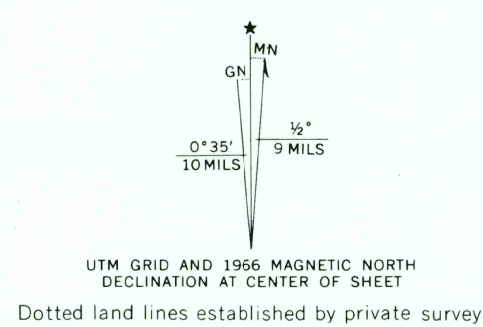 MN
GN
½°
9 MILS
0°35′
10 MILS
UTM GRID AND 1966 MAGNETIC NORTH
DECLINATION AT CENTER OF SHEET
Dotted land lines established by private survey